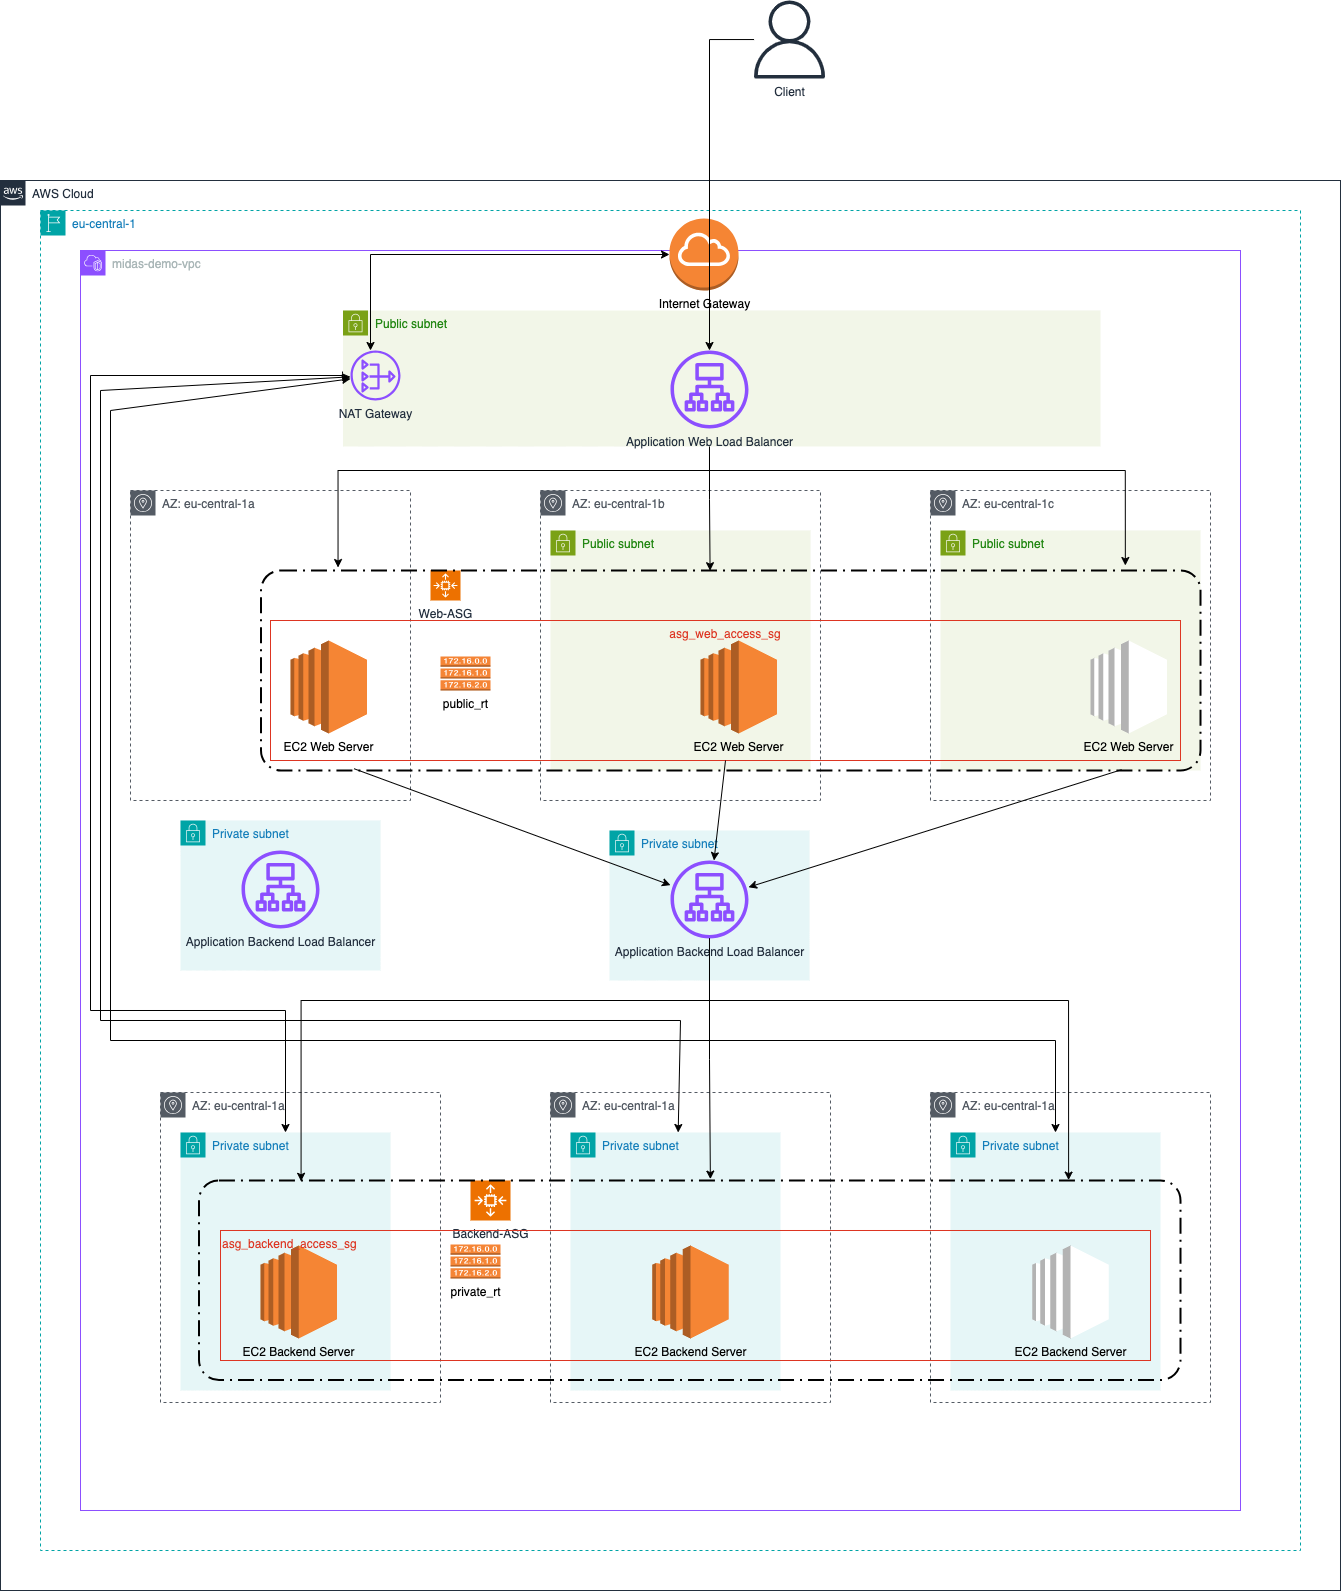 Client
aws
AWS Cloud
eu-central-1
midas-demo-vpc
Internet Gateway
Public subnet
NAT Gateway
Application Web Load Balancer
AZ: eu-central-1a
AZ: eu-central-1b
AZ: eu-central-1c
Public subnet
Public subnet
Web-ASG
asg_web_access_sg
172.16.0.0
172.16.1.0
172.16.2.0
public_rt
EC2 Web Server
EC2 Web Server
EC2 Web Server
Private subnet
Private subnet
Application Backend Load Balancer
Application Backend Load Balancer
AZ: eu-central-1a
AZ: eu-central-1a
AZ: eu-central-1a
Private subnet
Private subnet
Private subnet
Backend-ASG
asg_backend_access_sg
172.16.0.0
172.16.1.0
172.16.2.0
private_rt
EC2 Backend Server
EC2 Backend Server
EC2 Backend Server